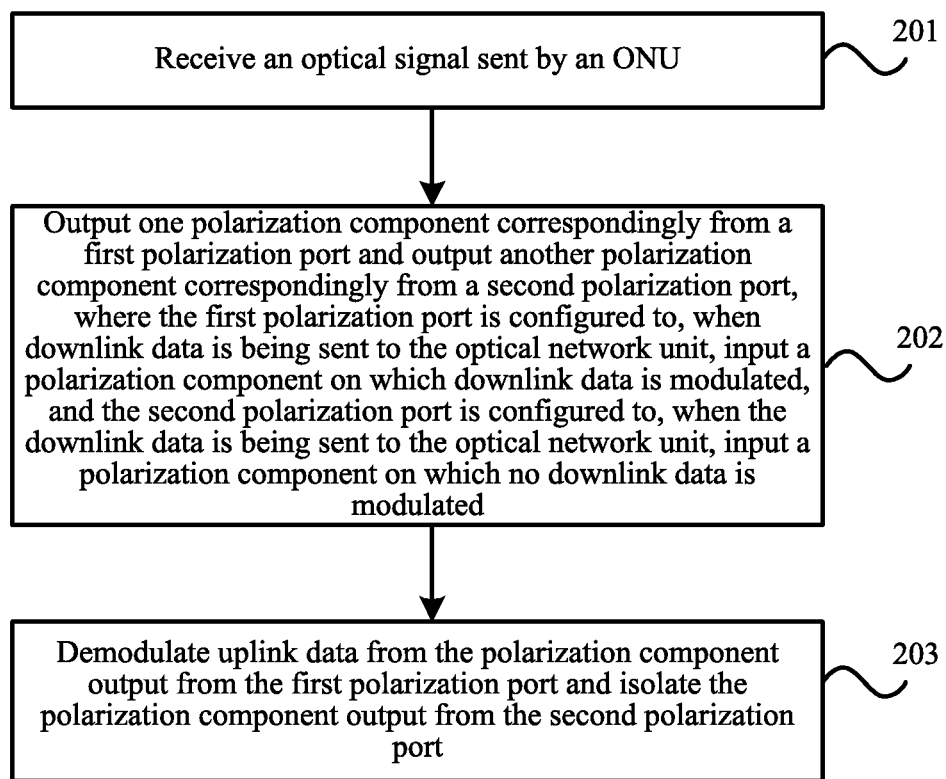 Receive an optical signal sent by an ONU
201
Output one polarization component correspondingly from a
first polarization port and output another polarization
component correspondingly from a second polarization port,
where the first polarization port is configured to, when
downlink data is being sent to the optical network unit, input a
polarization component on which downlink data is modulated,
and the second polarization port is configured to, when the
downlink data is being sent to the optical network unit, input a
polarization component on which no downlink data is
modulated
202
Demodulate uplink data from the polarization component
output from the first polarization port and isolate the
polarization component output from the second polarization
port
203